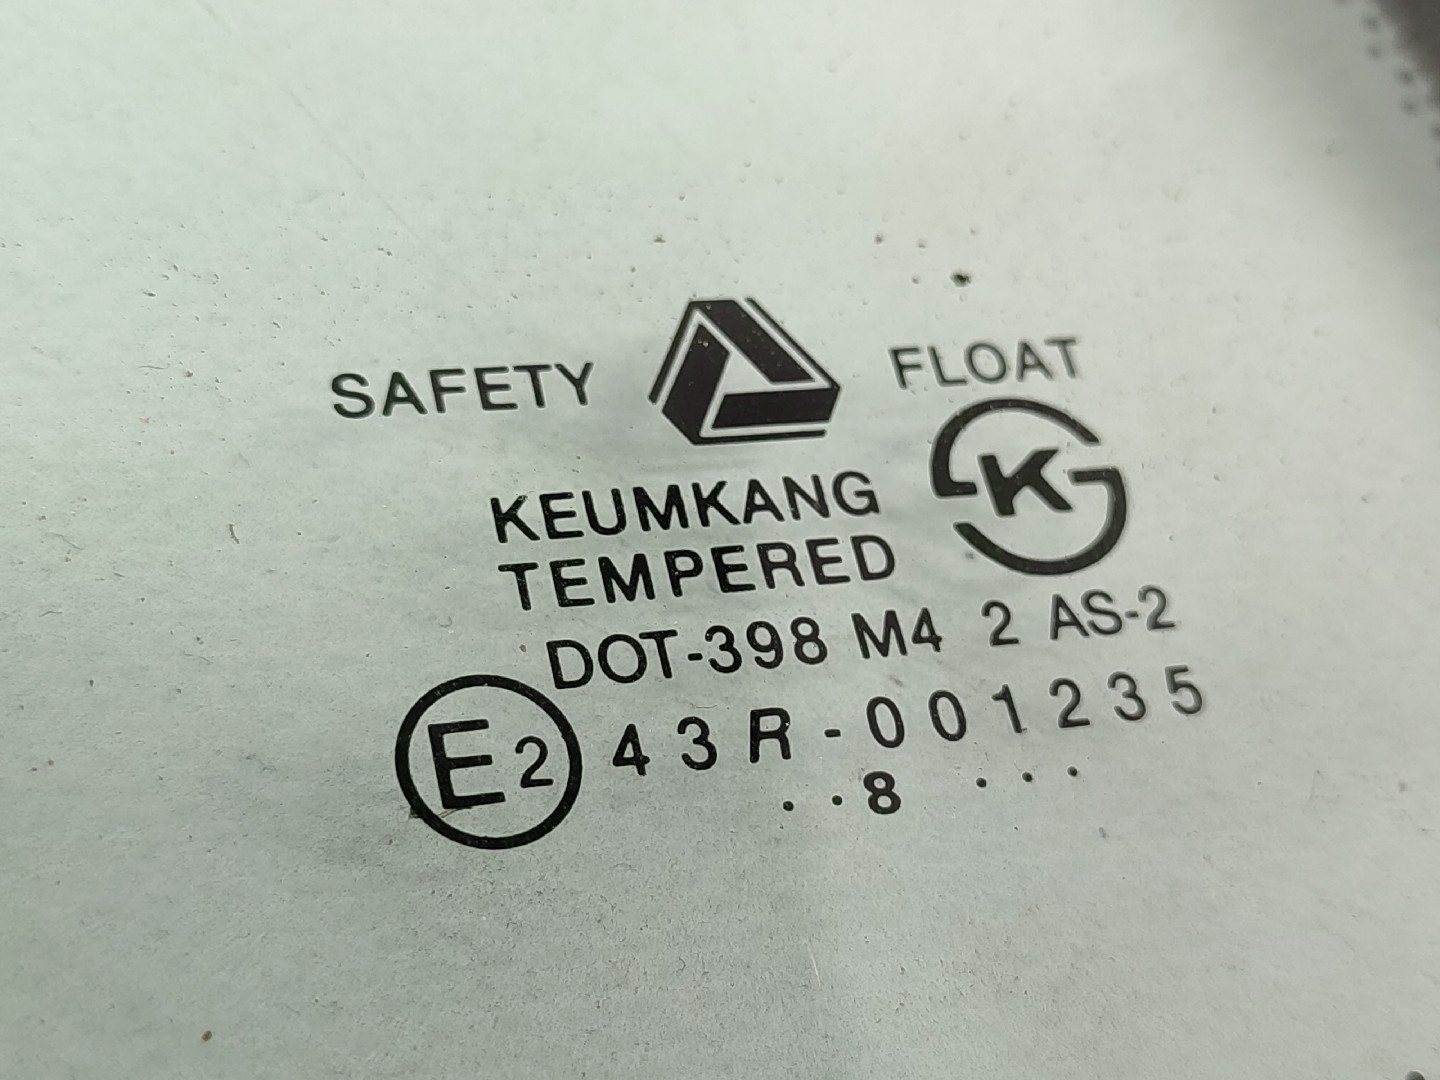 SAFETY FLOAT
K
KEUMKANG
TEMPERED
DOT-398 M4 2 AS-2
E2 43R-001235
..8 ...